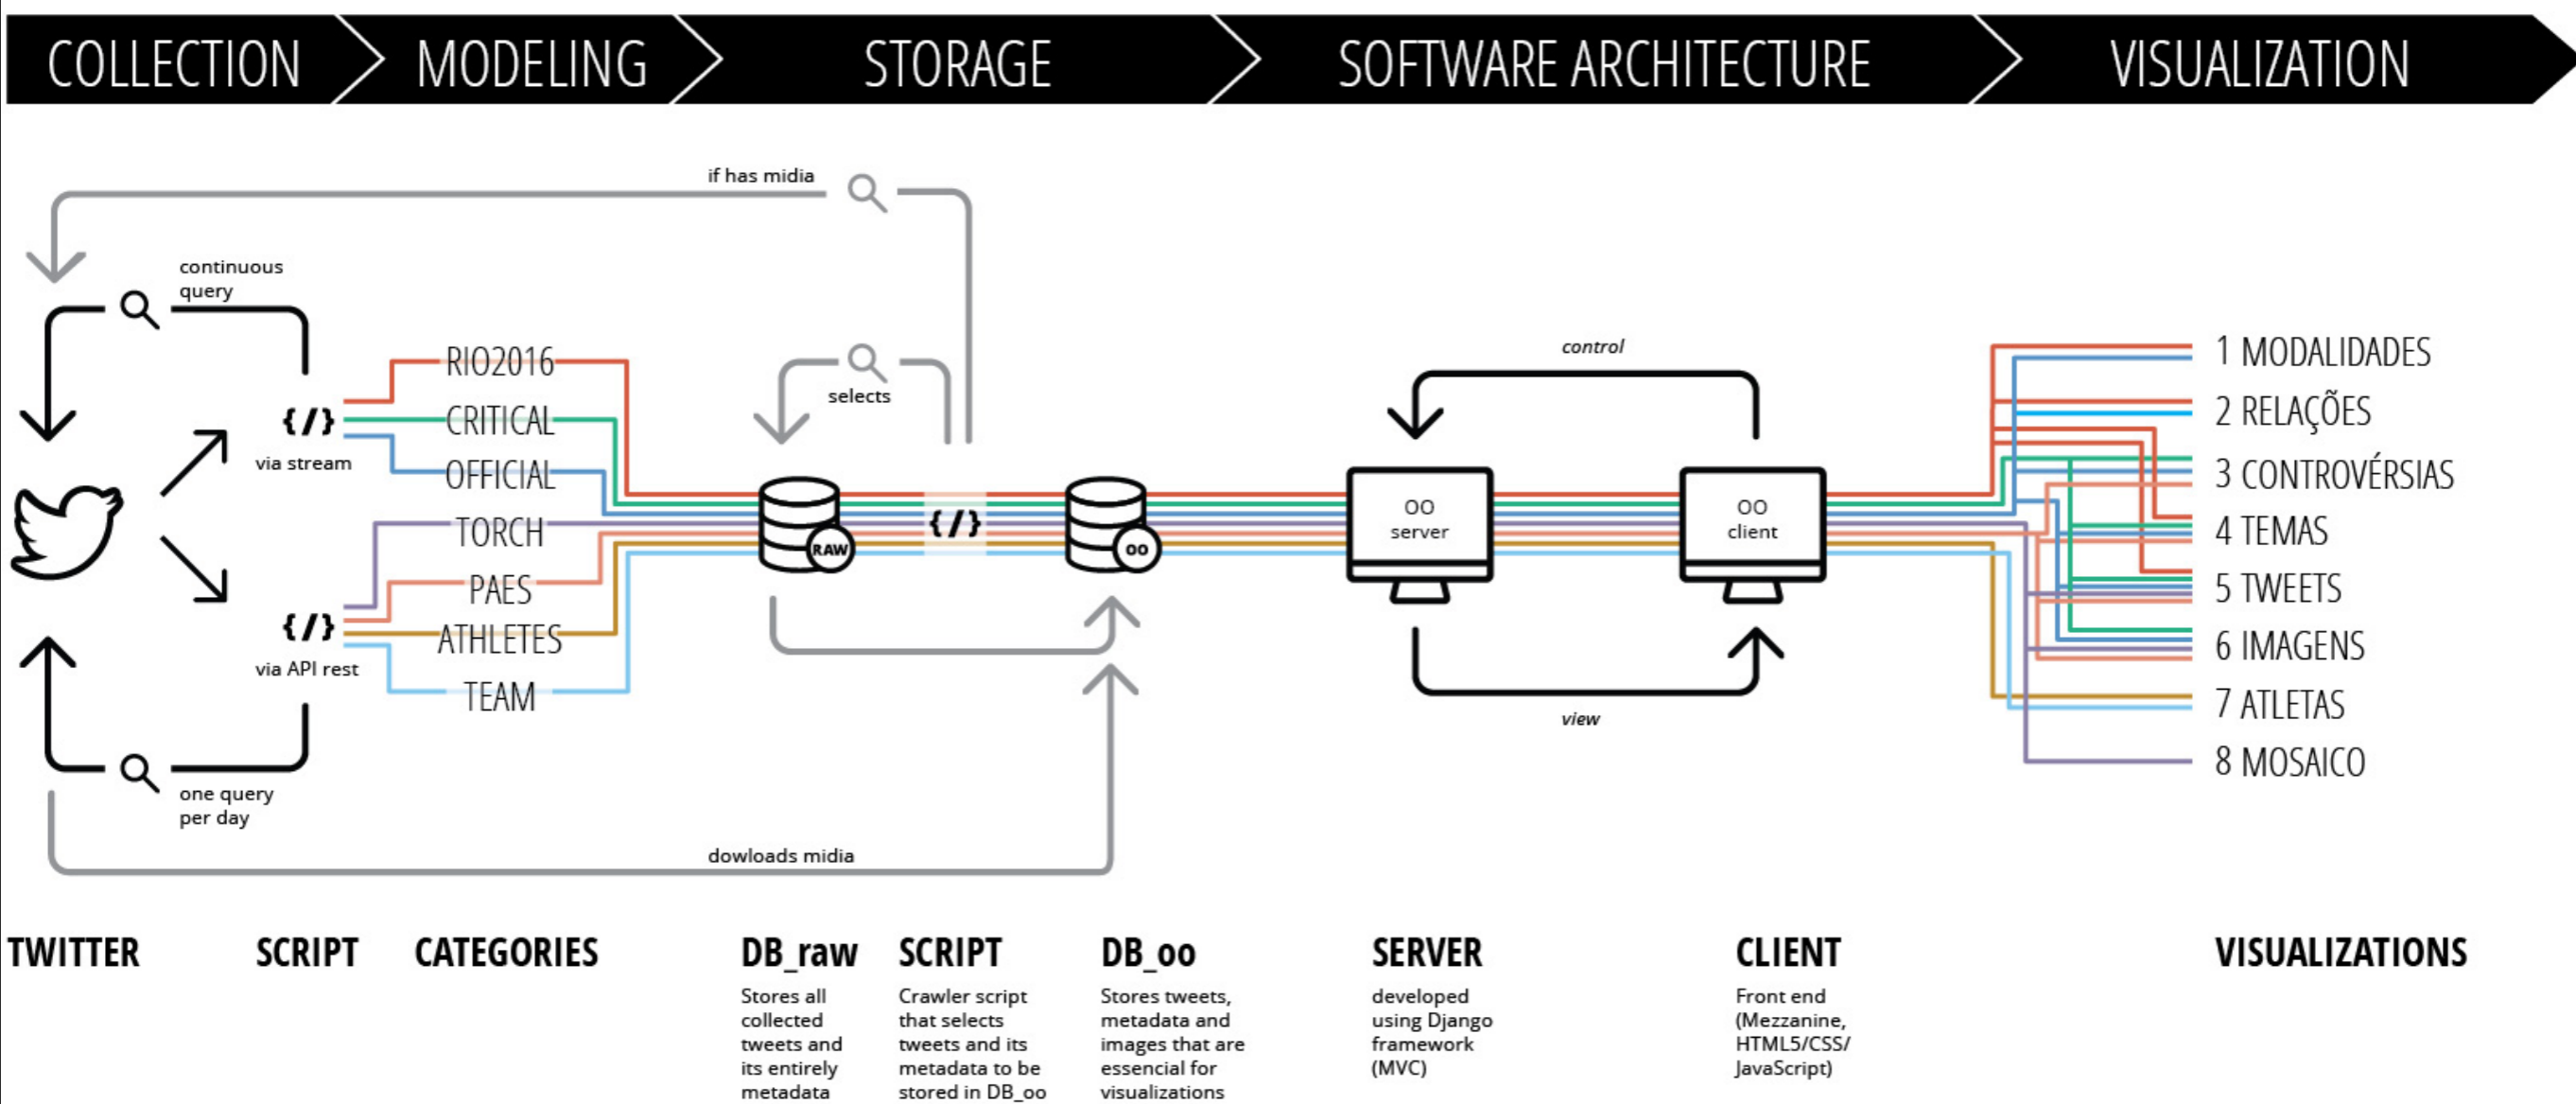 COLLECTION
MODELING
STORAGE
SOFTWARE ARCHITECTURE
VISUALIZATION
if has midia
continuous
query
selects
{/}
via stream
{/}
via API rest
one query
per day
dowloads midia
RIO2016
CRITICAL
OFFICIAL
TORCH
PAES
ATHLETES
TEAM
RAW
{/}
OO
control
OO
server
OO
client
view
1 MODALIDADES
2 RELAÇÕES
3 CONTROVÉRSIAS
4 TEMAS
5 TWEETS
6 IMAGENS
7 ATLETAS
8 MOSAICO
TWITTER
SCRIPT
CATEGORIES
DB_raw
Stores all
collected
tweets and
its entirely
metadata
SCRIPT
Crawler script
that selects
tweets and its
metadata to be
stored in DB_oo
DB_oo
Stores tweets,
metadata and
images that are
essencial for
visualizations
SERVER
developed
using Django
framework
(MVC)
CLIENT
Front end
(Mezzanine,
HTML5/CSS/
JavaScript)
VISUALIZATIONS